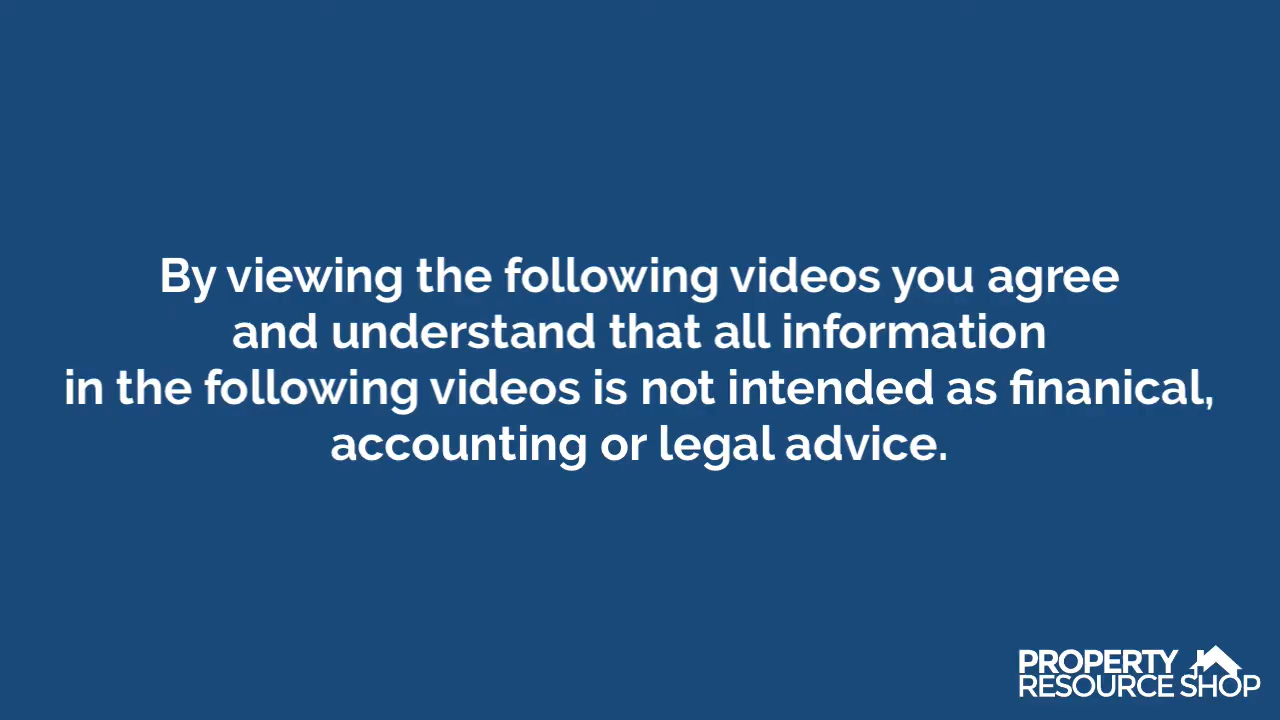 By viewing the following videos you agree
and understand that all information
in the following videos is not intended as finanical,
accounting or legal advice.
PROPERTY
RESOURCE SHOP